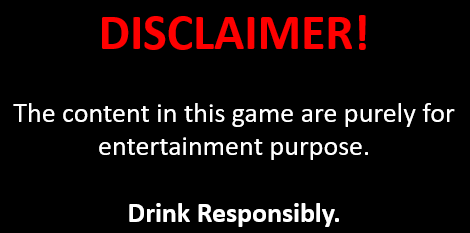 DISCLAIMER!
The content in this game are purely for
entertainment purpose.
Drink Responsibly.